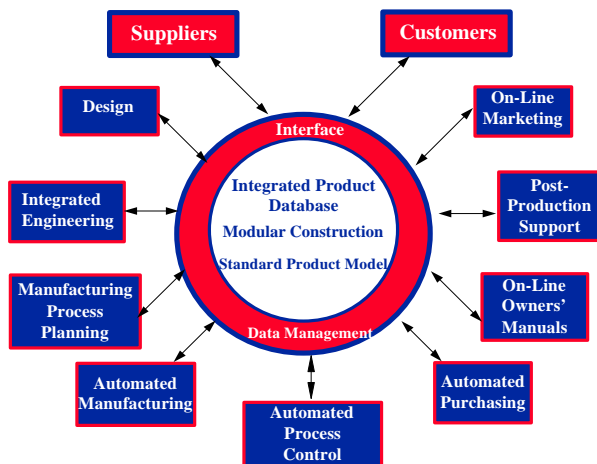 Suppliers
Customers
Design
On-Line
Marketing
Interface
Integrated Product
Database
Modular Construction
Standard Product Model
Data Management
Integrated
Engineering
Post-
Production
Support
Manufacturing
Process
Planning
On-Line
Owners’
Manuals
Automated
Manufacturing
Automated
Purchasing
Automated
Process
Control